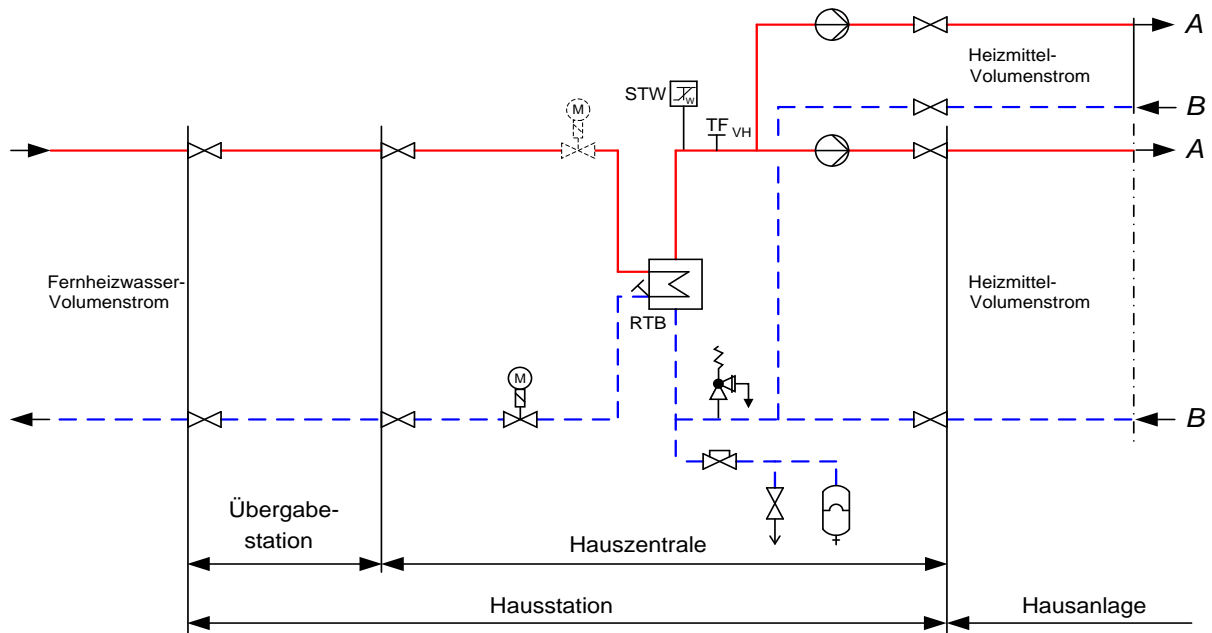 A
Heizmittel-
Volumenstrom
STW
W
M
TF VH
B
A
Fernheizwasser-
Volumenstrom
Heizmittel-
Volumenstrom
RTB
M
B
Übergabe-
station
Hauszentrale
Hausstation
Hausanlage